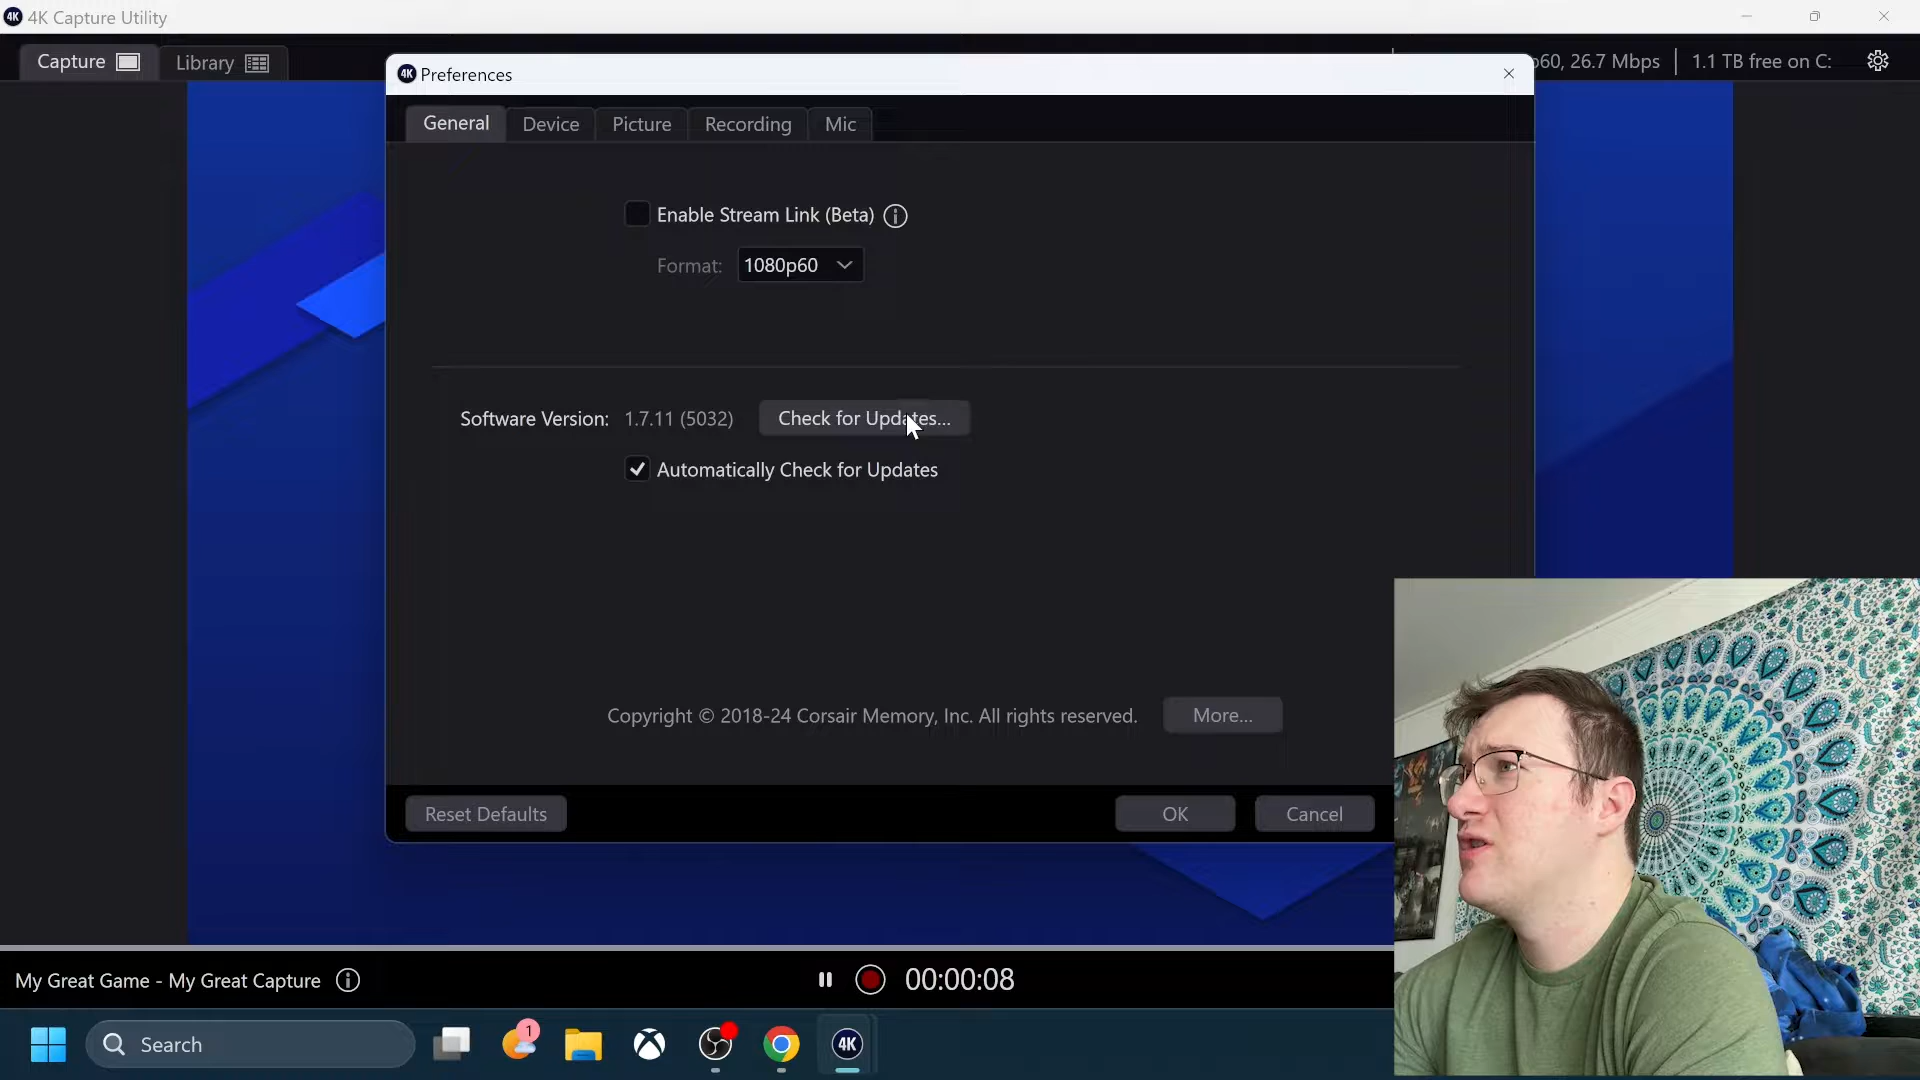 4K 4K Capture Utility
Capture
Library
p60, 26.7 Mbps
1.1 TB free on C:
4K Preferences
General
Device
Picture
Recording
Mic
Enable Stream Link (Beta)
Format: 1080p60
Software Version: 1.7.11 (5032) Check for Updates...
Automatically Check for Updates
Copyright © 2018-24 Corsair Memory, Inc. All rights reserved. More...
Reset Defaults
OK
Cancel
My Great Game - My Great Capture
00:00:08
Search
1
4K